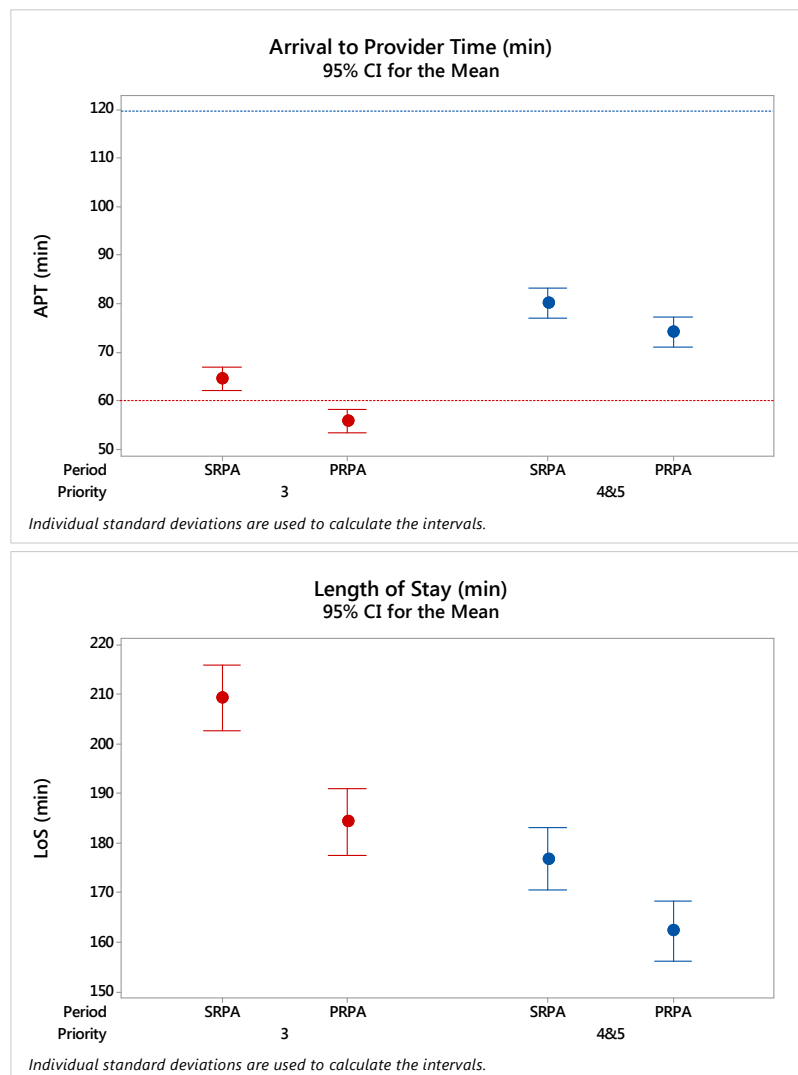 Arrival to Provider Time (min)
95% CI for the Mean
120
110
100
90
80
70
60
50
APT (min)
Period SRPA PRPA SRPA PRPA
Priority 3 4&5
Individual standard deviations are used to calculate the intervals.
Length of Stay (min)
95% CI for the Mean
220
210
200
190
180
170
160
150
LoS (min)
Period SRPA PRPA SRPA PRPA
Priority 3 4&5
Individual standard deviations are used to calculate the intervals.